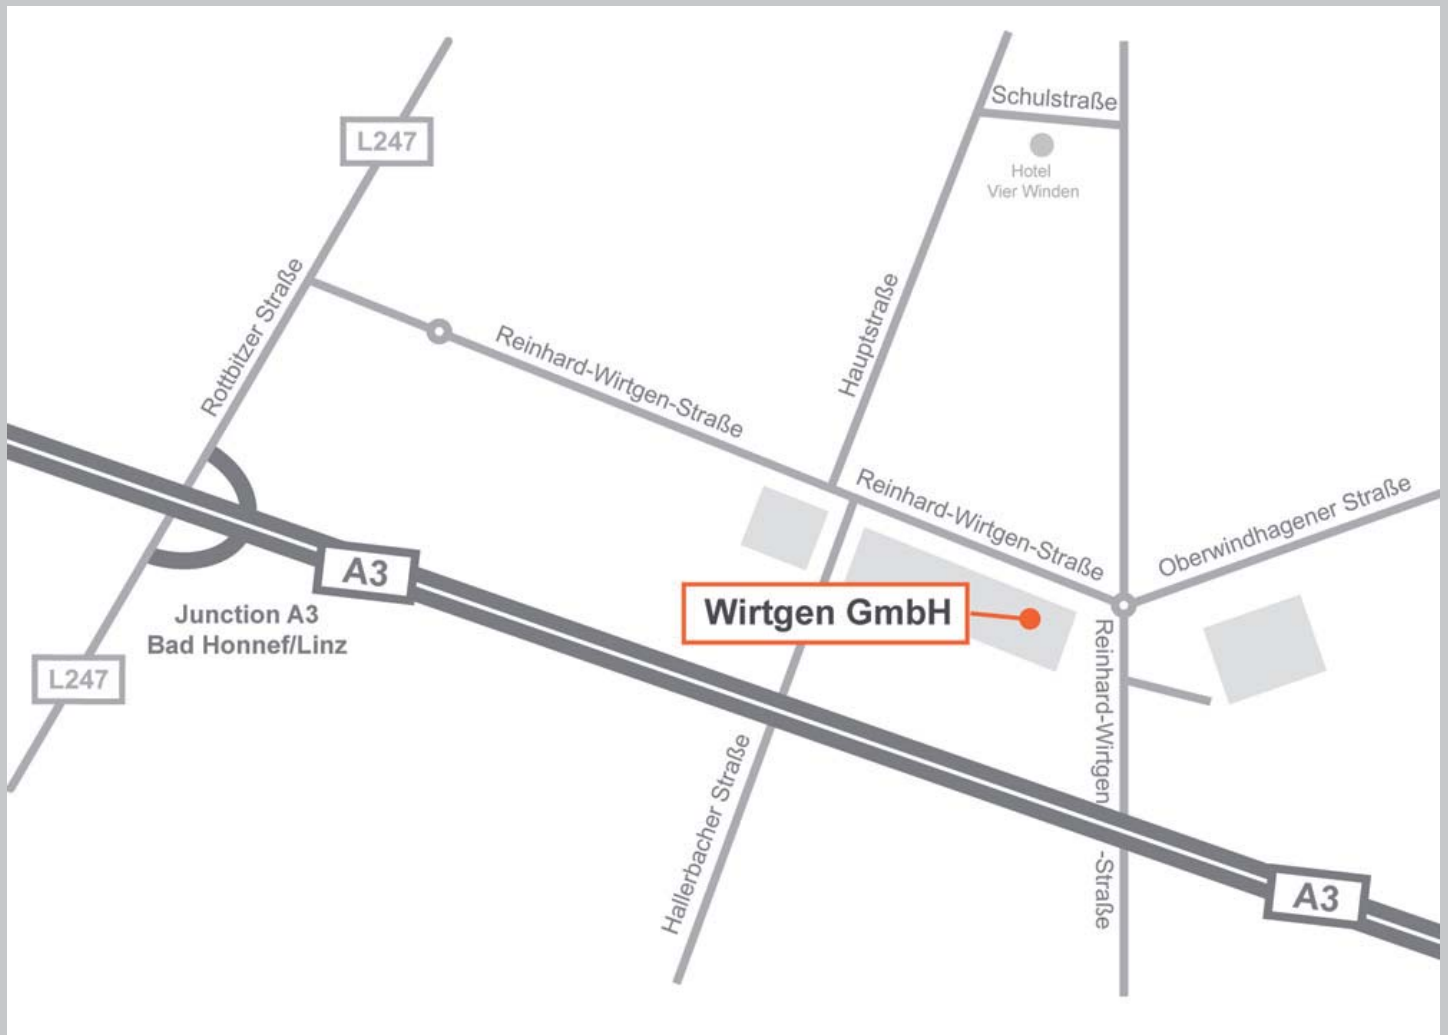 Schulstraße
L247
Hotel
Vier Winden
Rottbitzer Straße
Hauptstraße
Reinhard-Wirtgen-Straße
Reinhard-Wirtgen-Straße
Oberwindhagener Straße
A3
Wirtgen GmbH
Junction A3
Bad Honnef/Linz
L247
Reinhard-Wirtgen
-Straße
Hallerbacher Straße
A3